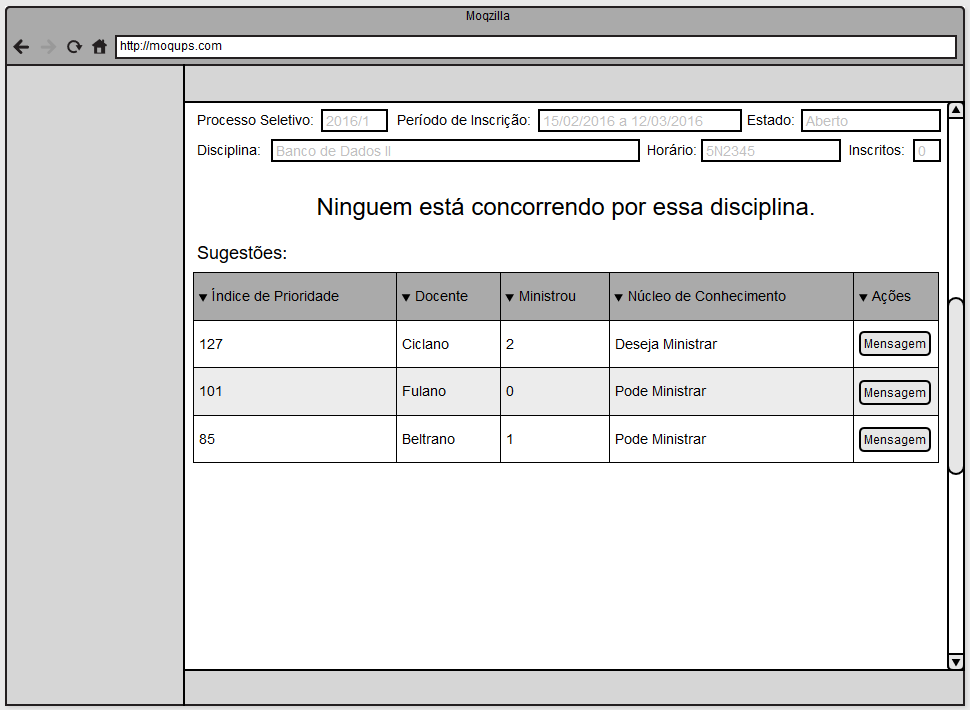 Moqzilla
http://moqups.com
Processo Seletivo: 2016/1 Período de Inscrição: 15/02/2016 a 12/03/2016 Estado: Aberto
Disciplina: Banco de Dados II Horário: 5N2345 Inscritos: 0
Ninguem está concorrendo por essa disciplina.
Sugestões:
▼ Índice de Prioridade ▼ Docente ▼ Ministrou ▼ Núcleo de Conhecimento ▼ Ações
127 Ciclano 2 Deseja Ministrar Mensagem
101 Fulano 0 Pode Ministrar Mensagem
85 Beltrano 1 Pode Ministrar Mensagem